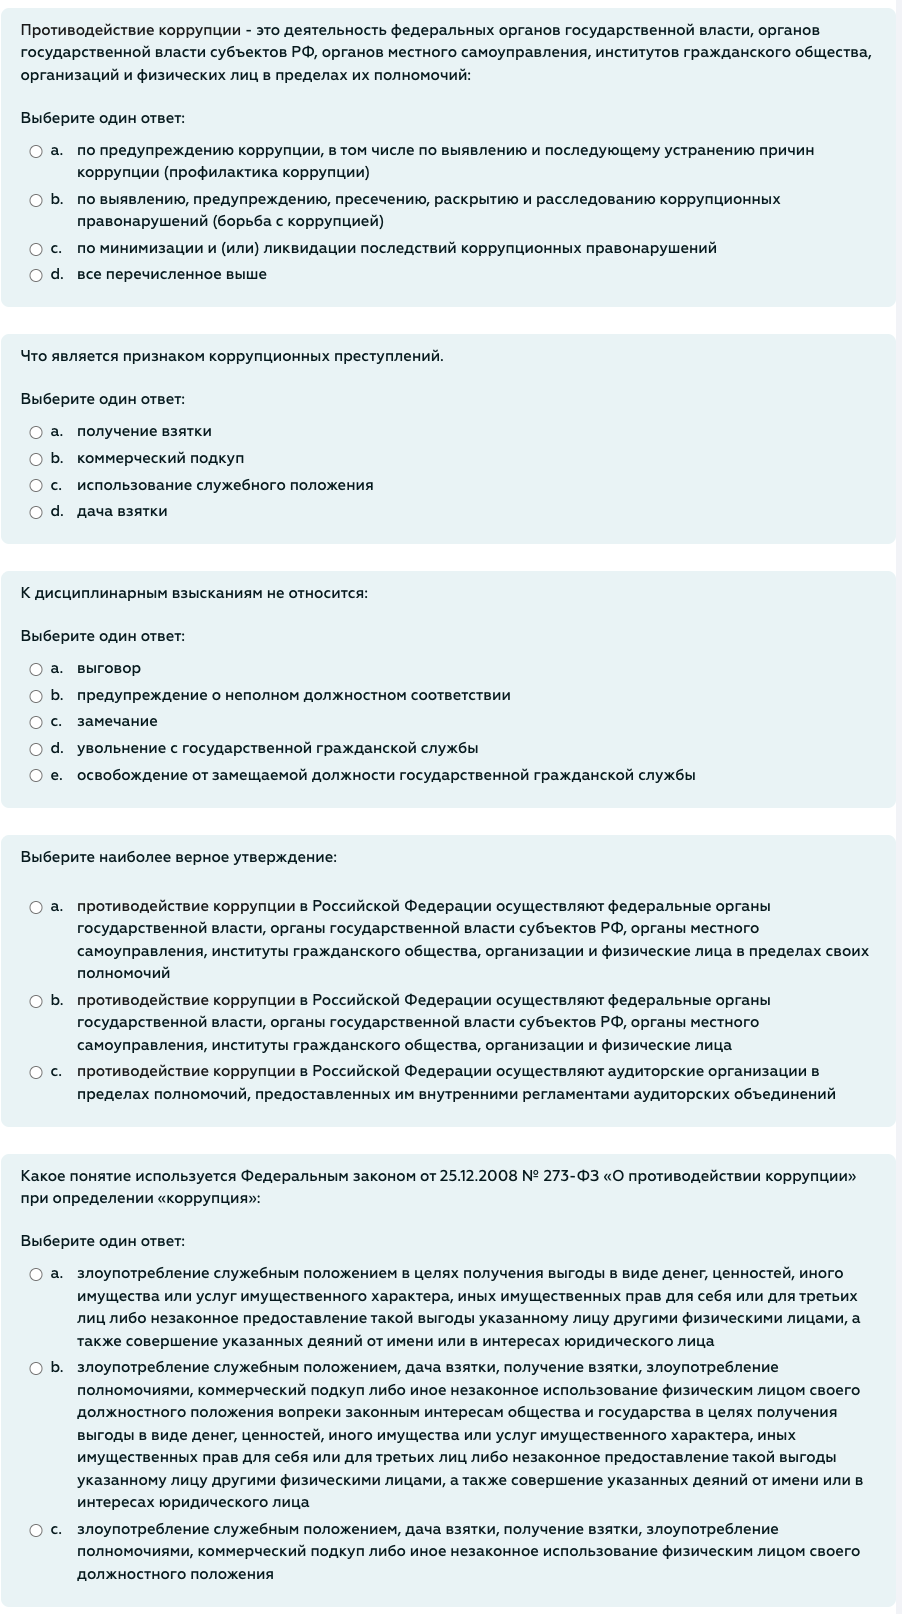 Противодействие коррупции - это деятельность федеральных органов государственной власти, органов
государственной власти субъектов РФ, органов местного самоуправления, институтов гражданского общества,
организаций и физических лиц в пределах их полномочий:
Выберите один ответ:
a. по предупреждению коррупции, в том числе по выявлению и последующему устранению причин
коррупции (профилактика коррупции)
b. по выявлению, предупреждению, пресечению, раскрытию и расследованию коррупционных
правонарушений (борьба с коррупцией)
c. по минимизации и (или) ликвидации последствий коррупционных правонарушений
d. все перечисленное выше
Что является признаком коррупционных преступлений.
Выберите один ответ:
a. получение взятки
b. коммерческий подкуп
c. использование служебного положения
d. дача взятки
К дисциплинарным взысканиям не относится:
Выберите один ответ:
a. выговор
b. предупреждение о неполном должностном соответствии
c. замечание
d. увольнение с государственной гражданской службы
e. освобождение от замещаемой должности государственной гражданской службы
Выберите наиболее верное утверждение:
a. противодействие коррупции в Российской Федерации осуществляют федеральные органы
государственной власти, органы государственной власти субъектов РФ, органы местного
самоуправления, институты гражданского общества, организации и физические лица в пределах своих
полномочий
b. противодействие коррупции в Российской Федерации осуществляют федеральные органы
государственной власти, органы государственной власти субъектов РФ, органы местного
самоуправления, институты гражданского общества, организации и физические лица
c. противодействие коррупции в Российской Федерации осуществляют аудиторские организации в
пределах полномочий, предоставленных им внутренними регламентами аудиторских объединений
Какое понятие используется Федеральным законом от 25.12.2008 № 273-ФЗ «О противодействии коррупции»
при определении «коррупция»:
Выберите один ответ:
a. злоупотребление служебным положением в целях получения выгоды в виде денег, ценностей, иного
имущества или услуг имущественного характера, иных имущественных прав для себя или для третьих
лиц либо незаконное предоставление такой выгоды указанному лицу другими физическими лицами, а
также совершение указанных деяний от имени или в интересах юридического лица
b. злоупотребление служебным положением, дача взятки, получение взятки, злоупотребление
полномочиями, коммерческий подкуп либо иное незаконное использование физическим лицом своего
должностного положения вопреки законным интересам общества и государства в целях получения
выгоды в виде денег, ценностей, иного имущества или услуг имущественного характера, иных
имущественных прав для себя или для третьих лиц либо незаконное предоставление такой выгоды
указанному лицу другими физическими лицами, а также совершение указанных деяний от имени или в
интересах юридического лица
c. злоупотребление служебным положением, дача взятки, получение взятки, злоупотребление
полномочиями, коммерческий подкуп либо иное незаконное использование физическим лицом своего
должностного положения